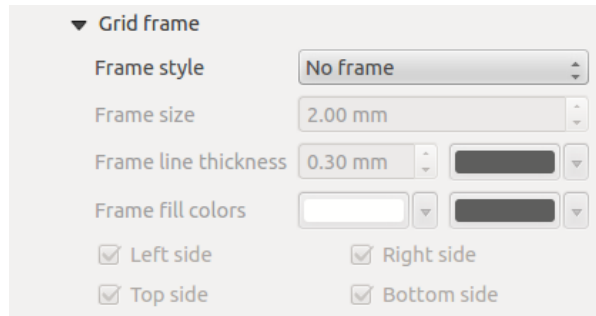 Grid frame
Frame style No frame
Frame size 2.00 mm
Frame line thickness 0.30 mm
Frame fill colors
Left side Right side
Top side Bottom side